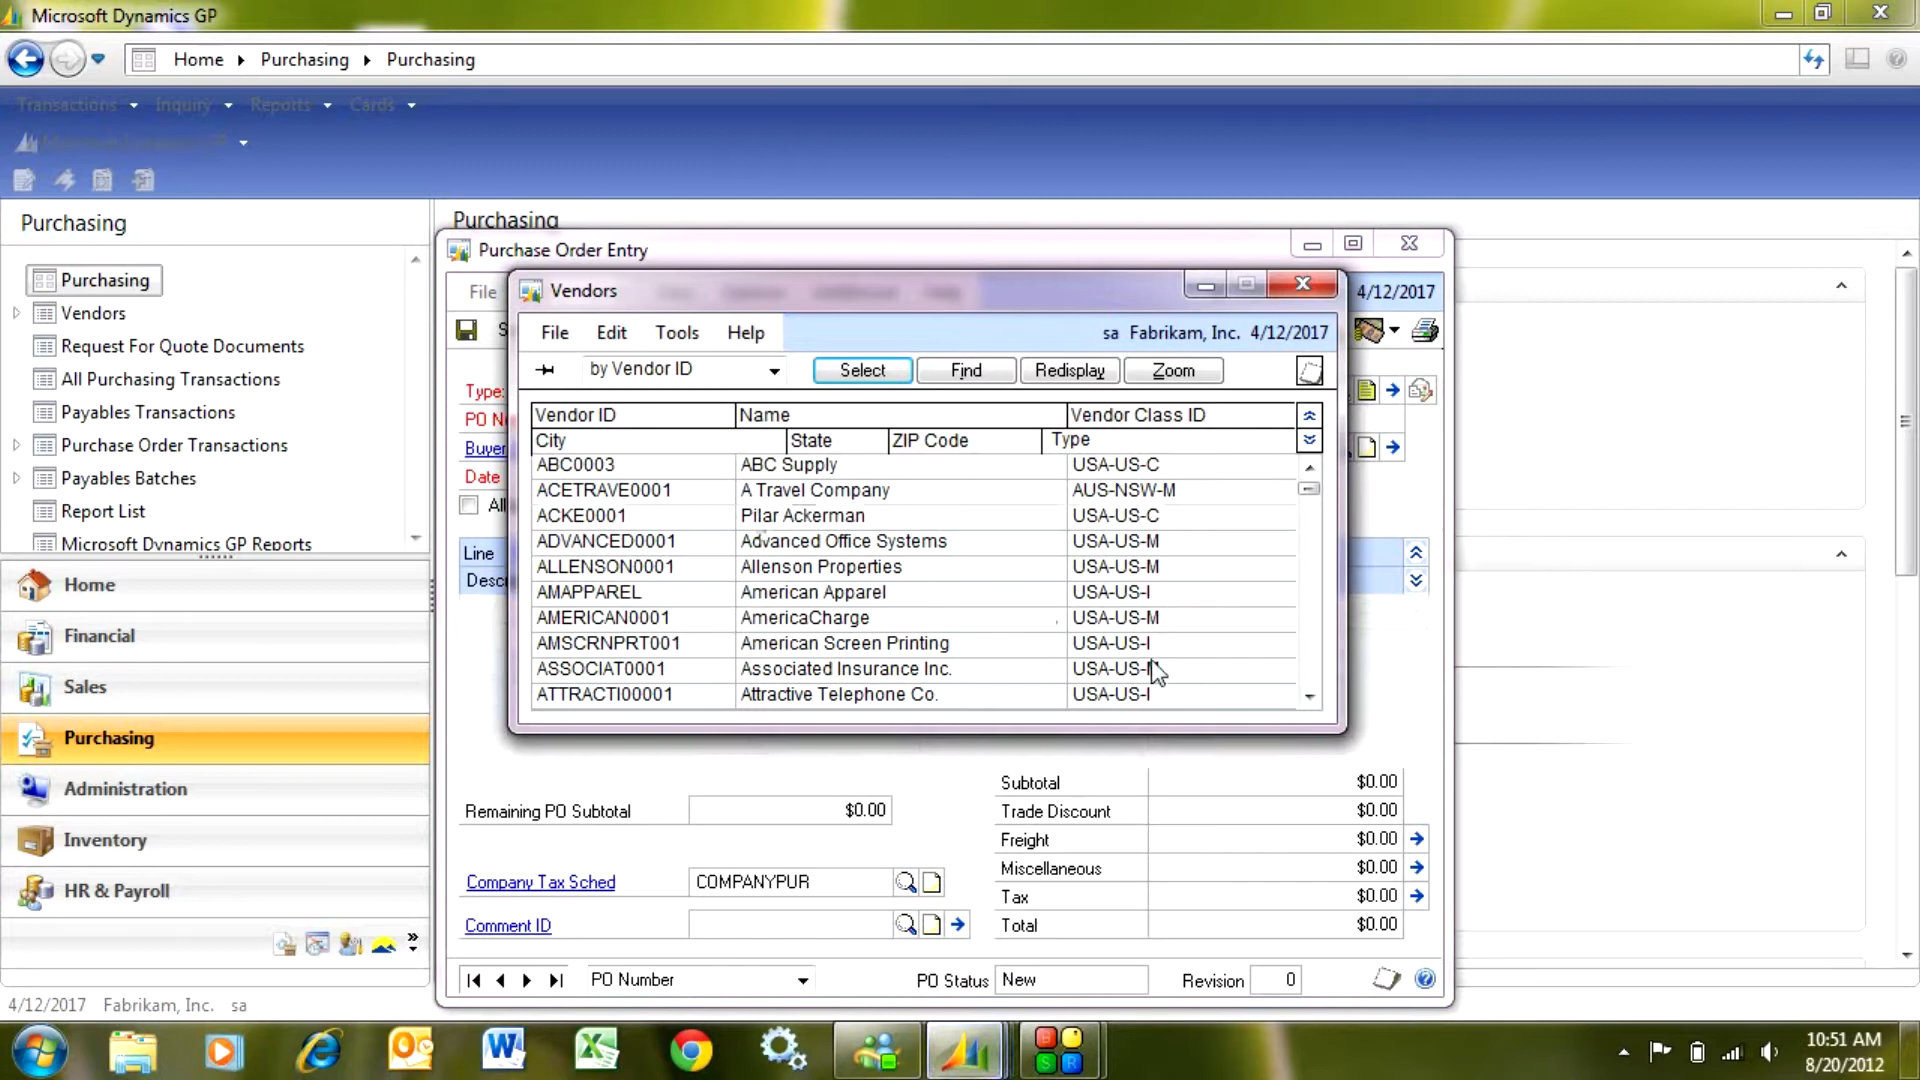 Microsoft Dynamics GP
Home Purchasing Purchasing
Transactions Inquiry Reports Cards
Purchasing
Purchasing
Vendors
Request For Quote Documents
All Purchasing Transactions
Payables Transactions
Purchase Order Transactions
Payables Batches
Report List
Microsoft Dynamics GP Reports
Home
Financial
Sales
Purchasing
Administration
Inventory
HR & Payroll
4/12/2017 Fabrikam, Inc. sa
Purchasing
Purchase Order Entry
File
4/12/2017
Type:
Buyer
Date
Line
Vendors
File Edit Tools Help sa Fabrikam, Inc. 4/12/2017
by Vendor ID Select Find Redisplay Zoom
Vendor ID Name Vendor Class ID
City State ZIP Code Type
ABC0003 ABC Supply USA-US-C
ACETRAVE0001 A Travel Company AUS-NSW-M
ACKE0001 Pilar Ackerman USA-US-C
ADVANCED0001 Advanced Office Systems USA-US-M
ALLENSON0001 Allenson Properties USA-US-M
AMAPPAREL American Apparel USA-US-I
AMERICAN0001 AmericaCharge USA-US-M
AMSCRNPRT001 American Screen Printing USA-US-I
ASSOCIAT0001 Associated Insurance Inc. USA-US-
ATTRACTI00001 Attractive Telephone Co. USA-US-I
Remaining PO Subtotal $0.00
Company Tax Sched COMPANYPUR
Comment ID
Subtotal $0.00
Trade Discount $0.00
Freight $0.00
Miscellaneous $0.00
Tax $0.00
Total $0.00
PO Number PO Status New Revision 0
10:51 AM
8/20/2012